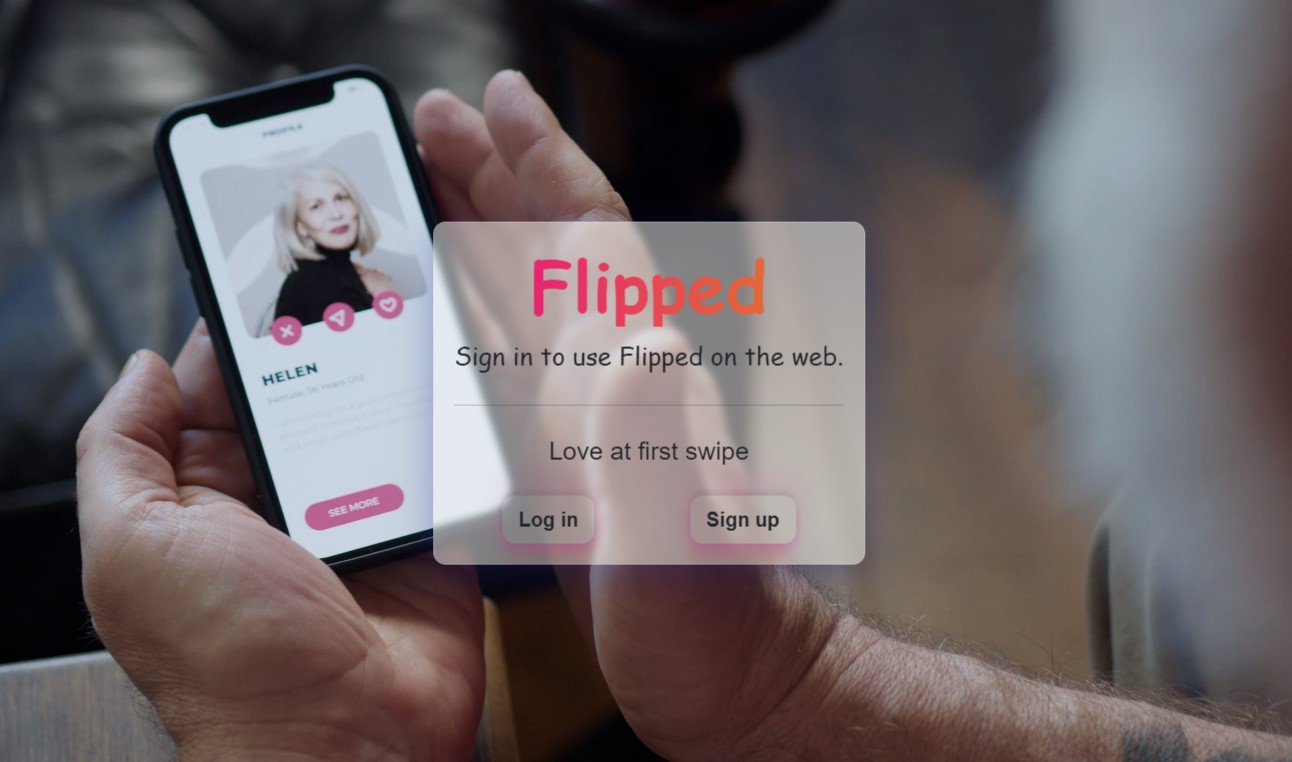 PROFILE
HELEN
Female, 56 Years Old
SEE MORE
Flipped
Sign in to use Flipped on the web.
Love at first swipe
Log in
Sign up